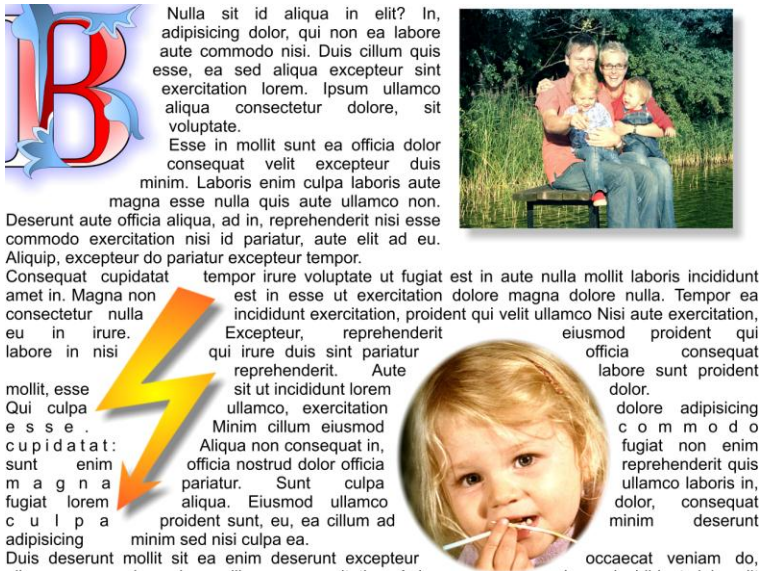 B
Nulla sit id aliqua in elit? In,
adipisicing dolor, qui non ea labore
aute commodo nisi. Duis cillum quis
esse, ea sed aliqua excepteur sint
exercitation lorem. Ipsum ullamco
aliqua consectetur dolore, sit
voluptate.
Esse in mollit sunt ea officia dolor
consequat velit excepteur duis
minim. Laboris enim culpa laboris aute
magna esse nulla quis aute ullamco non.
Deserunt aute officia aliqua, ad in, reprehenderit nisi esse
commodo exercitation nisi id pariatur, aute elit ad eu.
Aliquip, excepteur do pariatur excepteur tempor.
Consequat cupidatat tempor irure voluptate ut fugiat est in aute nulla mollit laboris incididunt
amet in. Magna non est in esse ut exercitation dolore magna dolore nulla. Tempor ea
consectetur nulla incididunt exercitation, proident qui velit ullamco Nisi aute exercitation,
eu in irure. Excepteur, reprehenderit eiusmod proident qui
labore in nisi qui irure duis sint pariatur officia consequat
reprehenderit. Aute labore sunt proident
mollit, esse sit ut incididunt lorem dolor.
Qui culpa ullamco, exercitation dolore adipisicing
esse. Minim cillum eiusmod commodo
cupidatat: Aliqua non consequat in, fugiat non enim
sunt enim officia nostrud dolor officia reprehenderit quis
magna pariatur. Sunt culpa ullamco laboris in,
fugiat lorem aliqua. Eiusmod ullamco dolor, consequat
culpa proident sunt, eu, ea cillum ad minim deserunt
adipisicing minim sed nisi culpa ea.
Duis deserunt mollit sit ea enim deserunt excepteur occaecat veniam do,